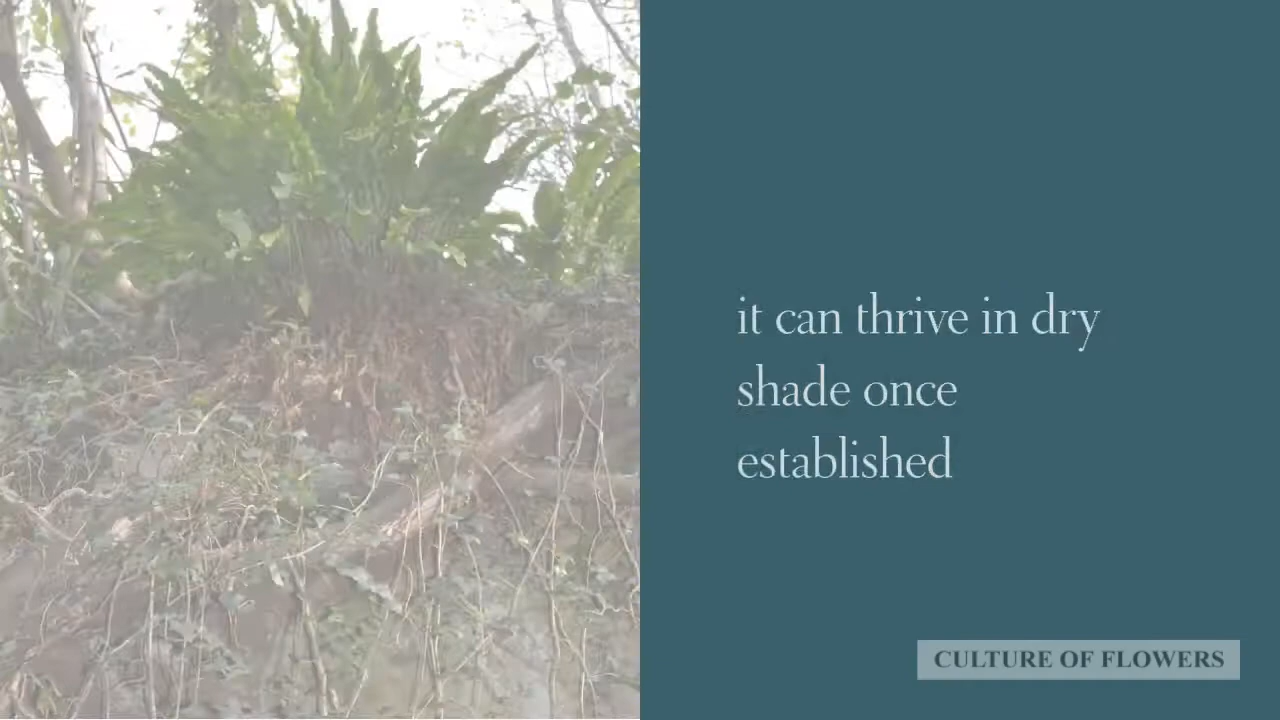 it can thrive in dry
shade once
established
CULTURE OF FLOWERS